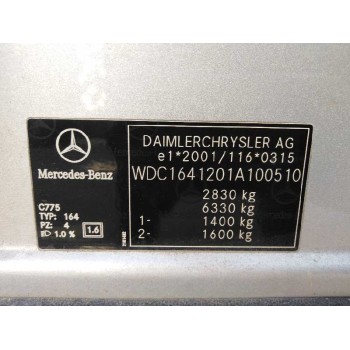 DAIMLERCHRYSLER AG
e1*2001/116*0315
WDC1641201A100510
2830 kg
6330 kg
1- 1400 kg
2- 1600 kg
Mercedes-Benz
C775
TYP: 164
PZ: 4
1.0 % 1.6